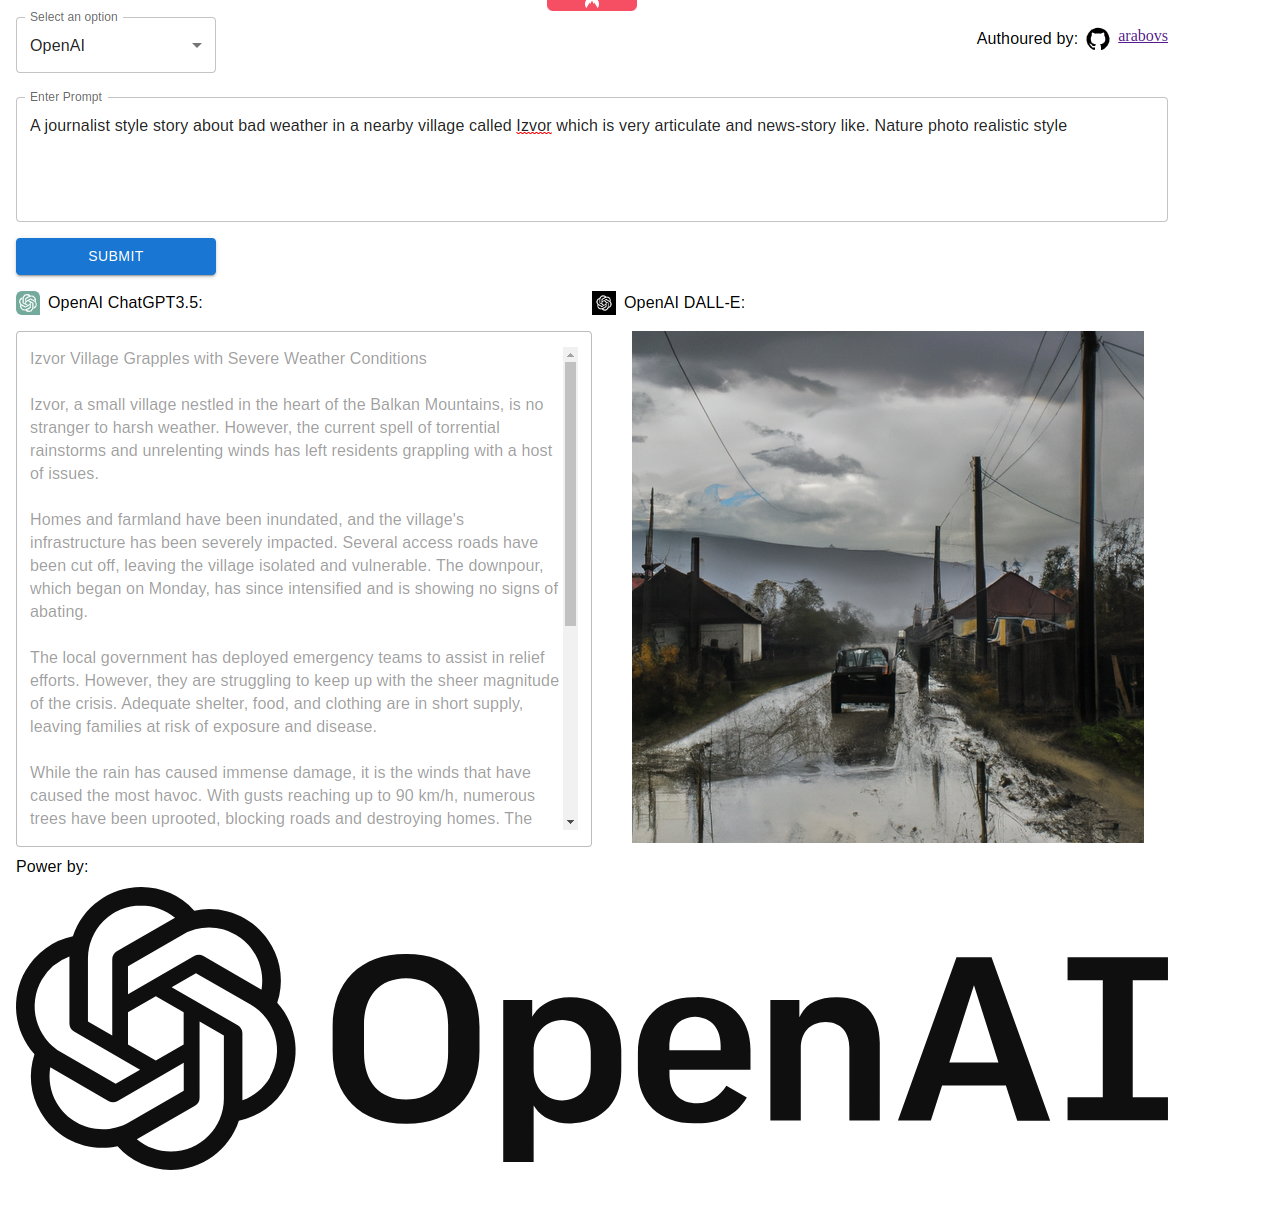 Select an option
OpenAI
Authoured by: arabovs
Enter Prompt
A journalist style story about bad weather in a nearby village called Izvor which is very articulate and news-story like. Nature photo realistic style
SUBMIT
OpenAI ChatGPT3.5:
OpenAI DALL-E:
Izvor Village Grapples with Severe Weather Conditions
Izvor, a small village nestled in the heart of the Balkan Mountains, is no
stranger to harsh weather. However, the current spell of torrential
rainstorms and unrelenting winds has left residents grappling with a host
of issues.
Homes and farmland have been inundated, and the village's
infrastructure has been severely impacted. Several access roads have
been cut off, leaving the village isolated and vulnerable. The downpour,
which began on Monday, has since intensified and is showing no signs of
abating.
The local government has deployed emergency teams to assist in relief
efforts. However, they are struggling to keep up with the sheer magnitude
of the crisis. Adequate shelter, food, and clothing are in short supply,
leaving families at risk of exposure and disease.
While the rain has caused immense damage, it is the winds that have
caused the most havoc. With gusts reaching up to 90 km/h, numerous
trees have been uprooted, blocking roads and destroying homes. The
Power by:
OpenAI